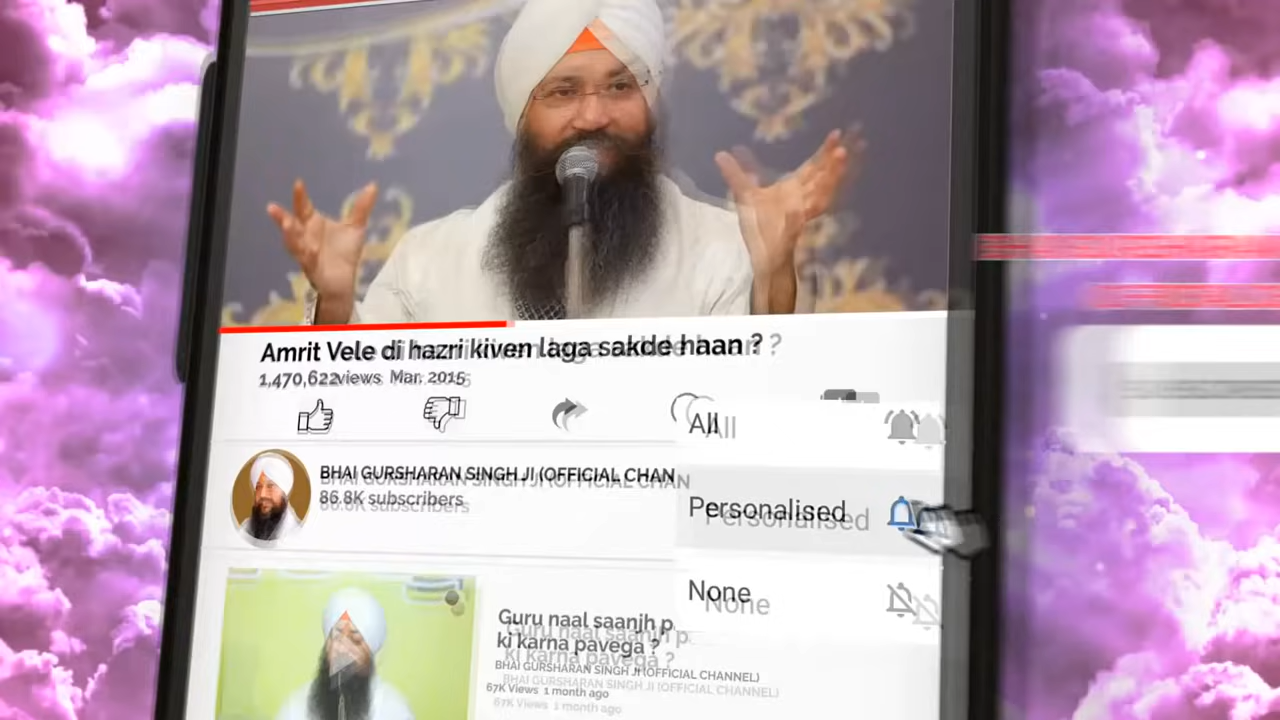 Amrit Vele di hazri kiven laga sakde haan ?
1,470,622views Mar, 2015
All
BHAI GURSHARAN SINGH JI (OFFICIAL CHAN
86.8K subscribers
Personalised
None
Guru naal saanjh p
ki karna pavega ?
BHAI GURSHARAN SINGH JI (OFFICIAL CHANNEL)
67K Views 1 month ago